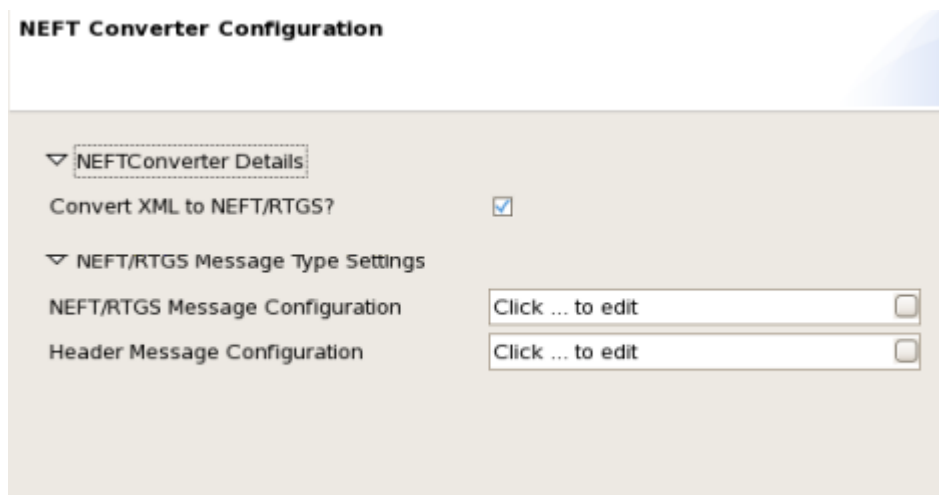 NEFT Converter Configuration
NEFTConverter Details
Convert XML to NEFT/RTGS?
NEFT/RTGS Message Type Settings
NEFT/RTGS Message Configuration Click ... to edit
Header Message Configuration Click ... to edit